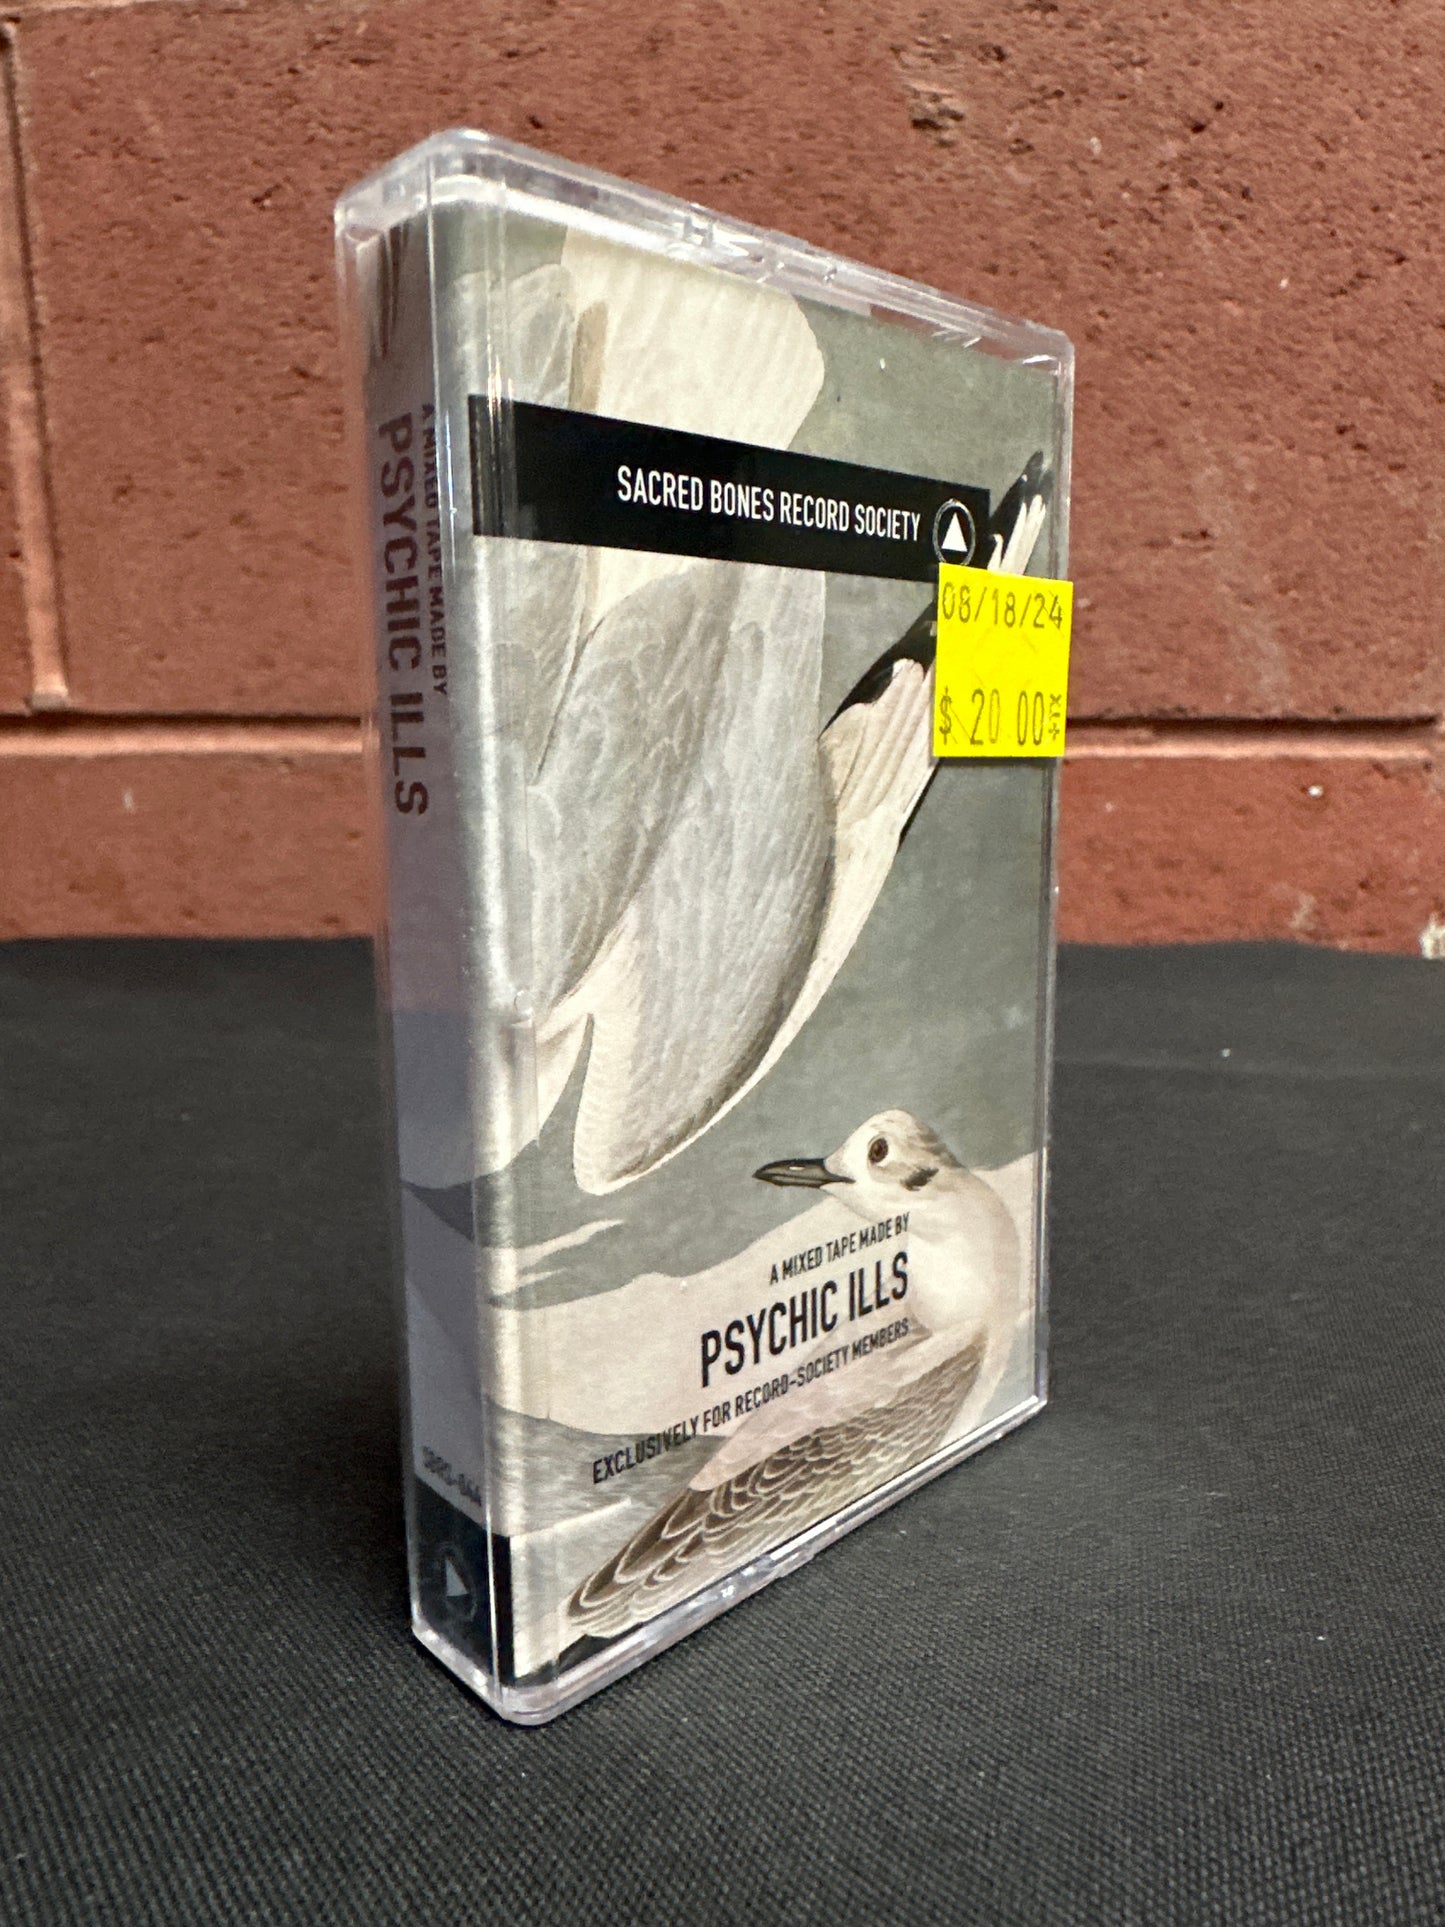 SACRED BONES RECORD SOCIETY
08/18/24
$ 20.00 +TX
A MIXED TAPE MADE BY
PSYCHIC ILLS
EXCLUSIVELY FOR RECORD-SOCIETY MEMBERS
A MIXED TAPE MADE BY
PSYCHIC ILLS